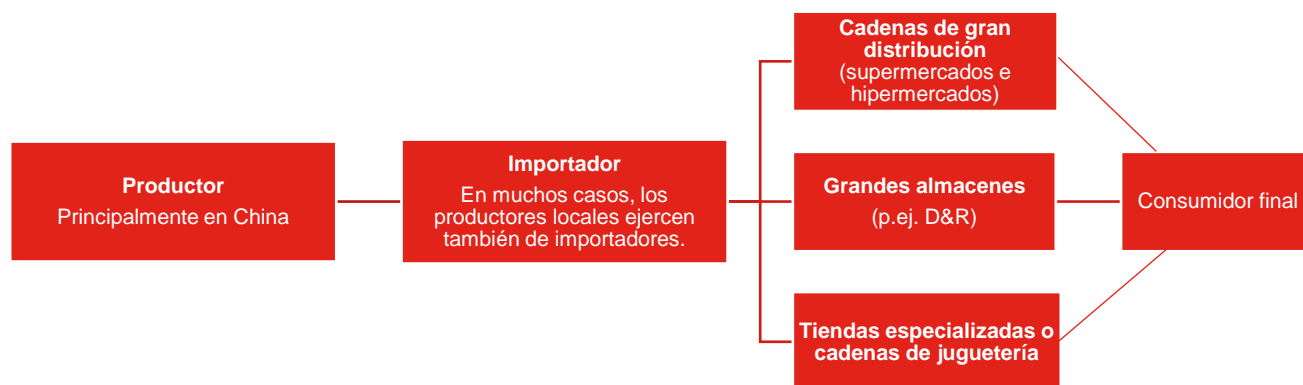 Productor
Principalmente en China
Importador
En muchos casos, los
productores locales ejercen
también de importadores.
Cadenas de gran
distribución
(supermercados e
hipermercados)
Grandes almacenes
(p.ej. D&R)
Tiendas especializadas o
cadenas de juguetería
Consumidor final